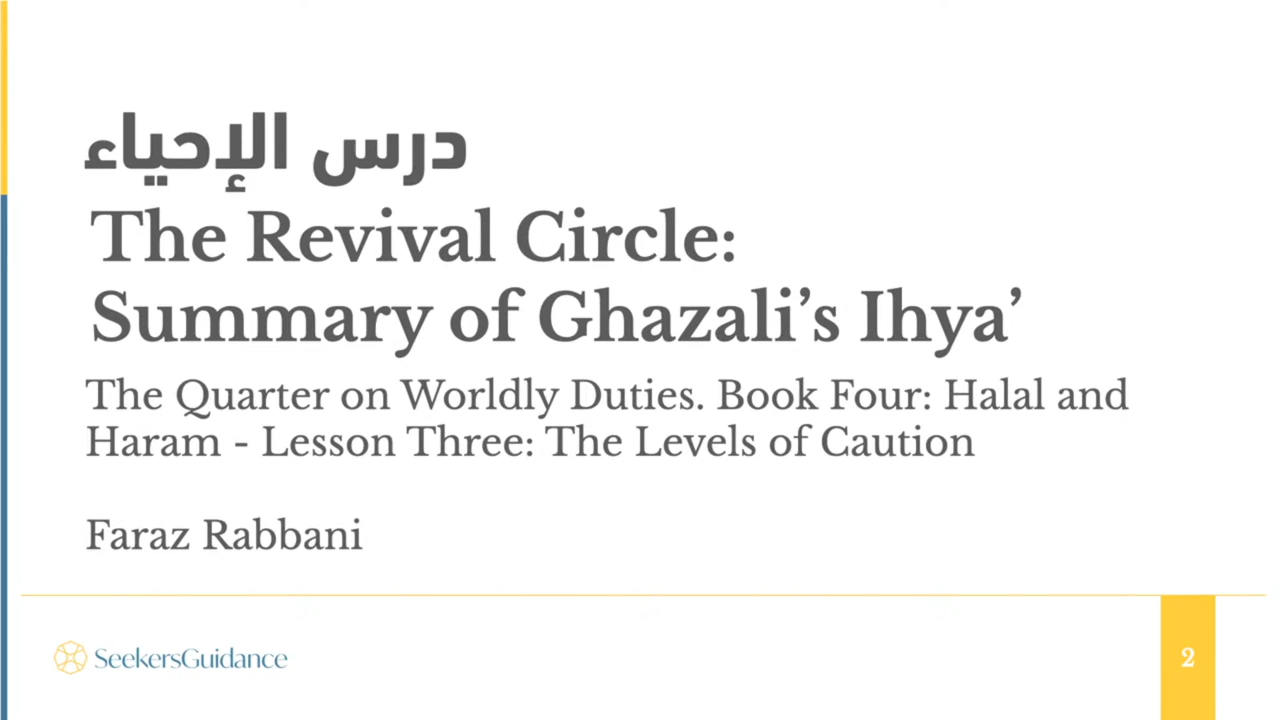 درس الإحياء
The Revival Circle:
Summary of Ghazali’s Ihya’
The Quarter on Worldly Duties. Book Four: Halal and
Haram - Lesson Three: The Levels of Caution
Faraz Rabbani
SeekersGuidance
2